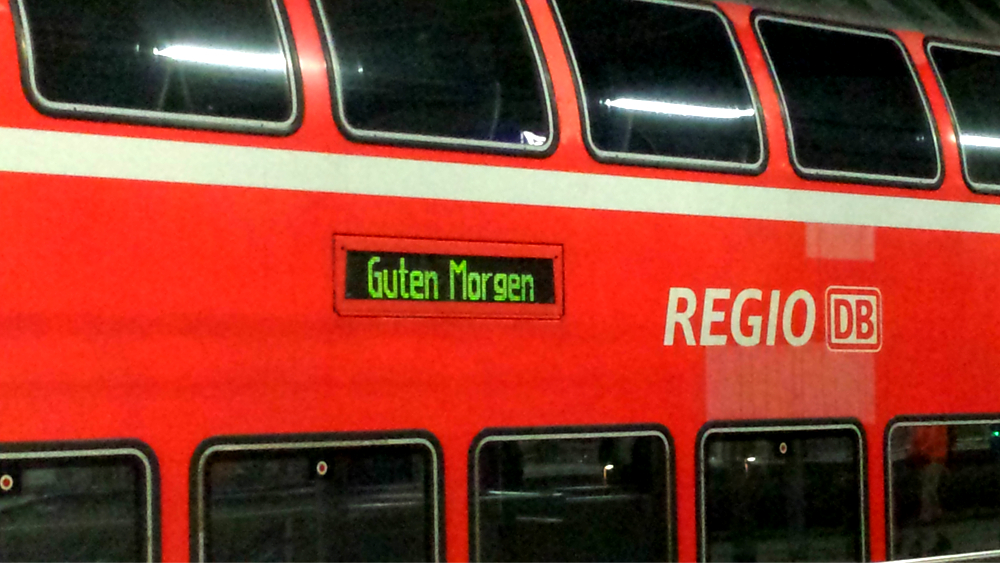 Guten Morgen
REGIO DB